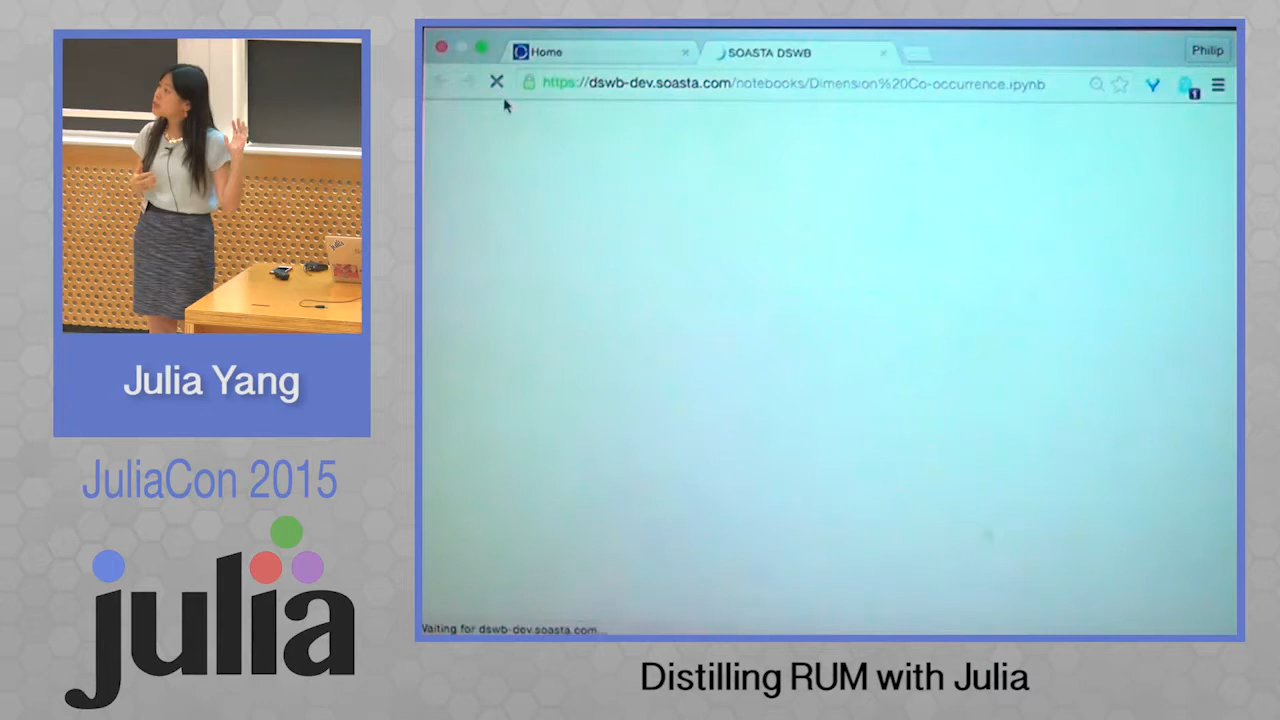 Home
SOASTA DSWB
Philip
https://dswb-dev.soasta.com/notebooks/Dimension%20Co-occurrence.ipynb
1
Waiting for dswb-dev.soasta.com...
Julia Yang
JuliaCon 2015
julia
Distilling RUM with Julia